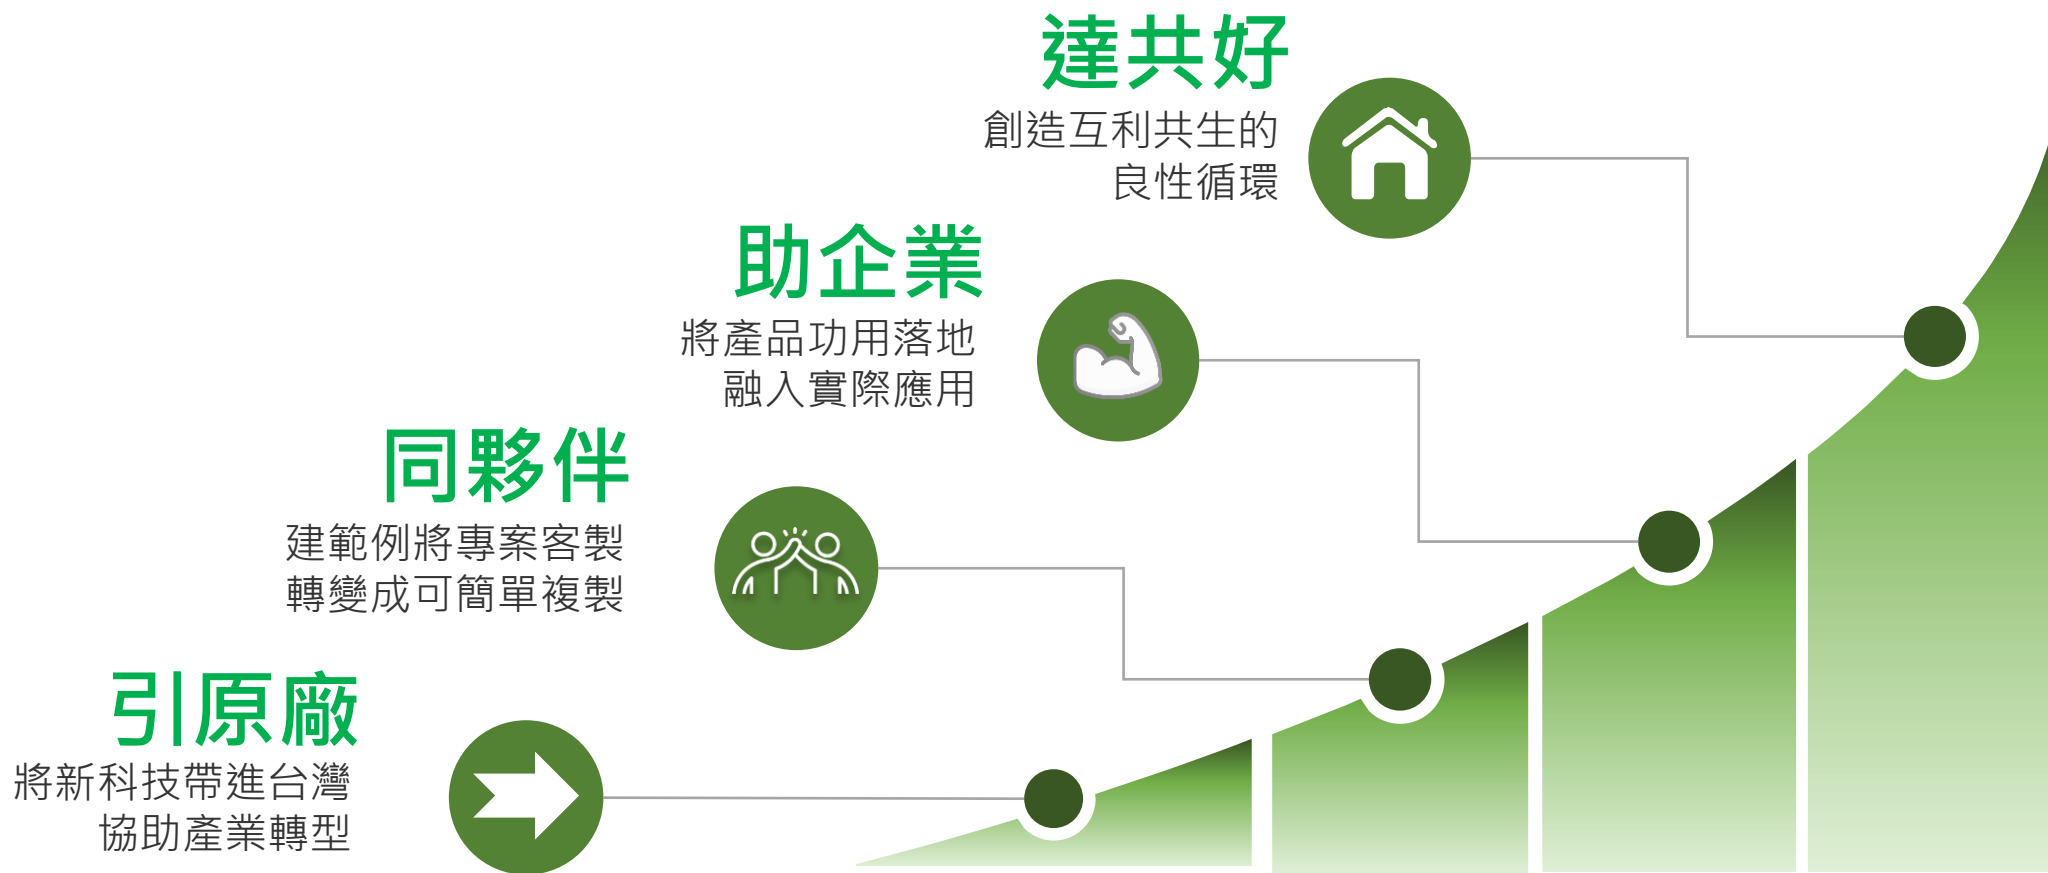 達共好
創造互利共生的
良性循環
助企業
將產品功用落地
融入實際應用
同夥伴
建範例將專案客製
轉變成可簡單複製
引原廠
將新科技帶進台灣
協助產業轉型